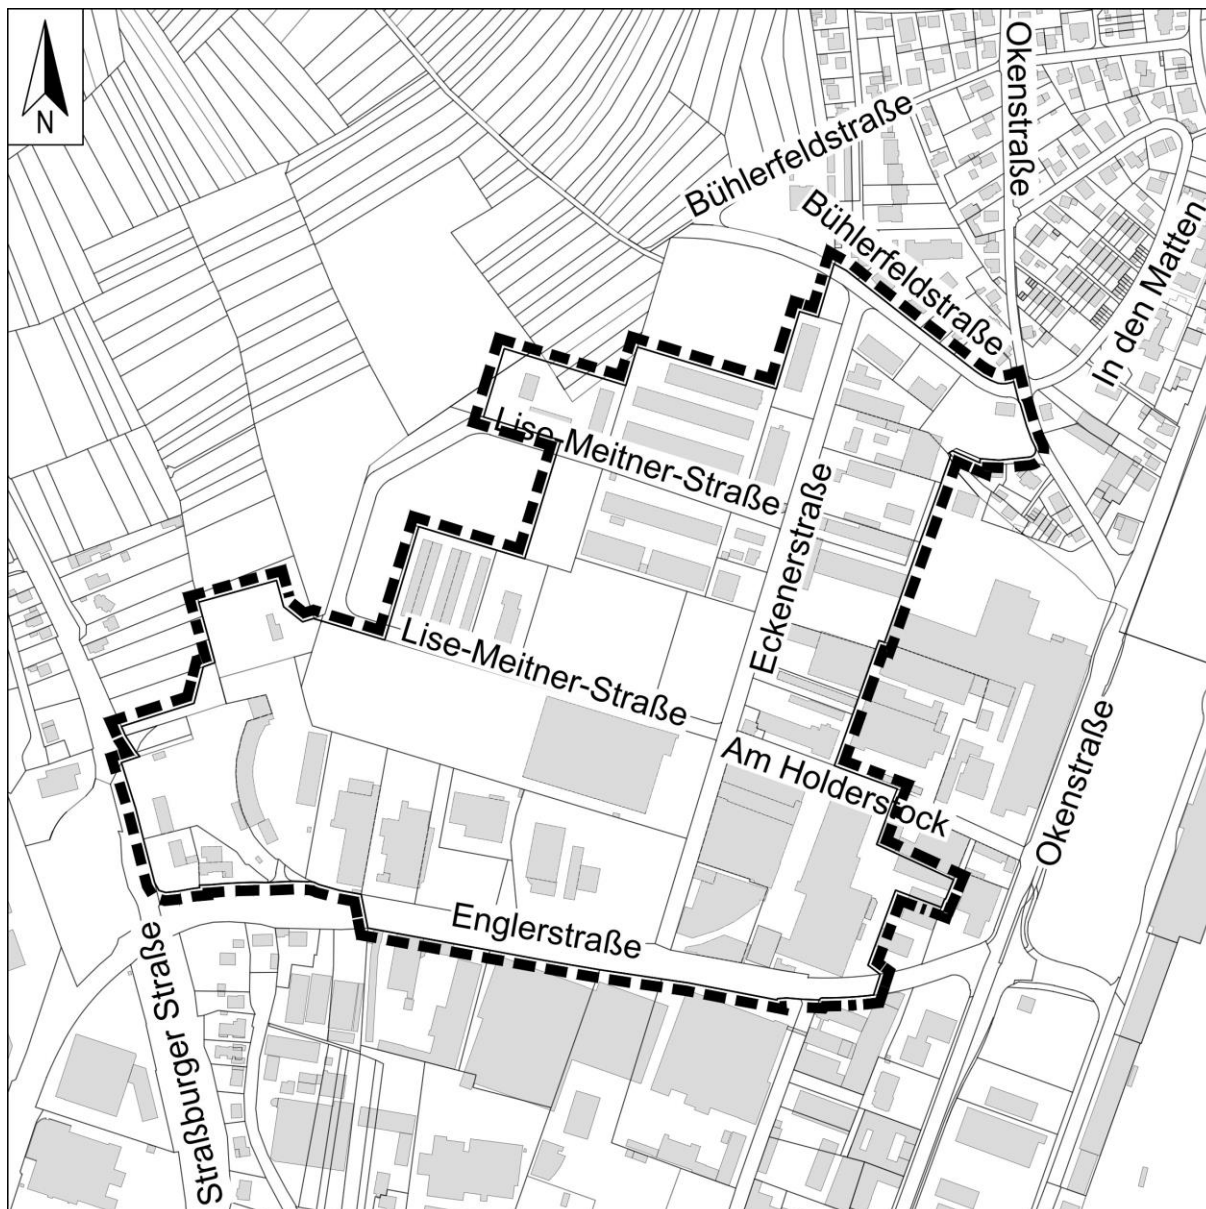 N
Okenstraße
Bühlerfeldstraße
Bühlerfeldstraße
In den Matten
Lise-Meitner-Straße
Eckenerstraße
Lise-Meitner-Straße
Am Holderstock
Okenstraße
Englerstraße
Straßburger Straße